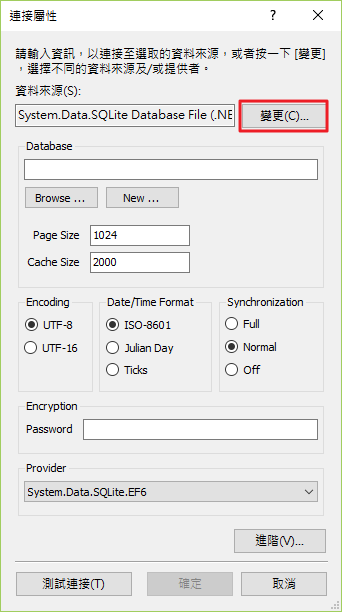 連接屬性
?
請輸入資訊，以連接至選取的資料來源，或者按一下 [變更]
，選擇不同的資料來源及/或提供者。
資料來源(S):
System.Data.SQLite Database File (.NE
變更(C)...
Database
Browse ...
New ...
Page Size
1024
Cache Size
2000
Encoding
UTF-8
UTF-16
Date/Time Format
ISO-8601
Julian Day
Ticks
Synchronization
Full
Normal
Off
Encryption
Password
Provider
System.Data.SQLite.EF6
進階(V)...
測試連接(T)
確定
取消